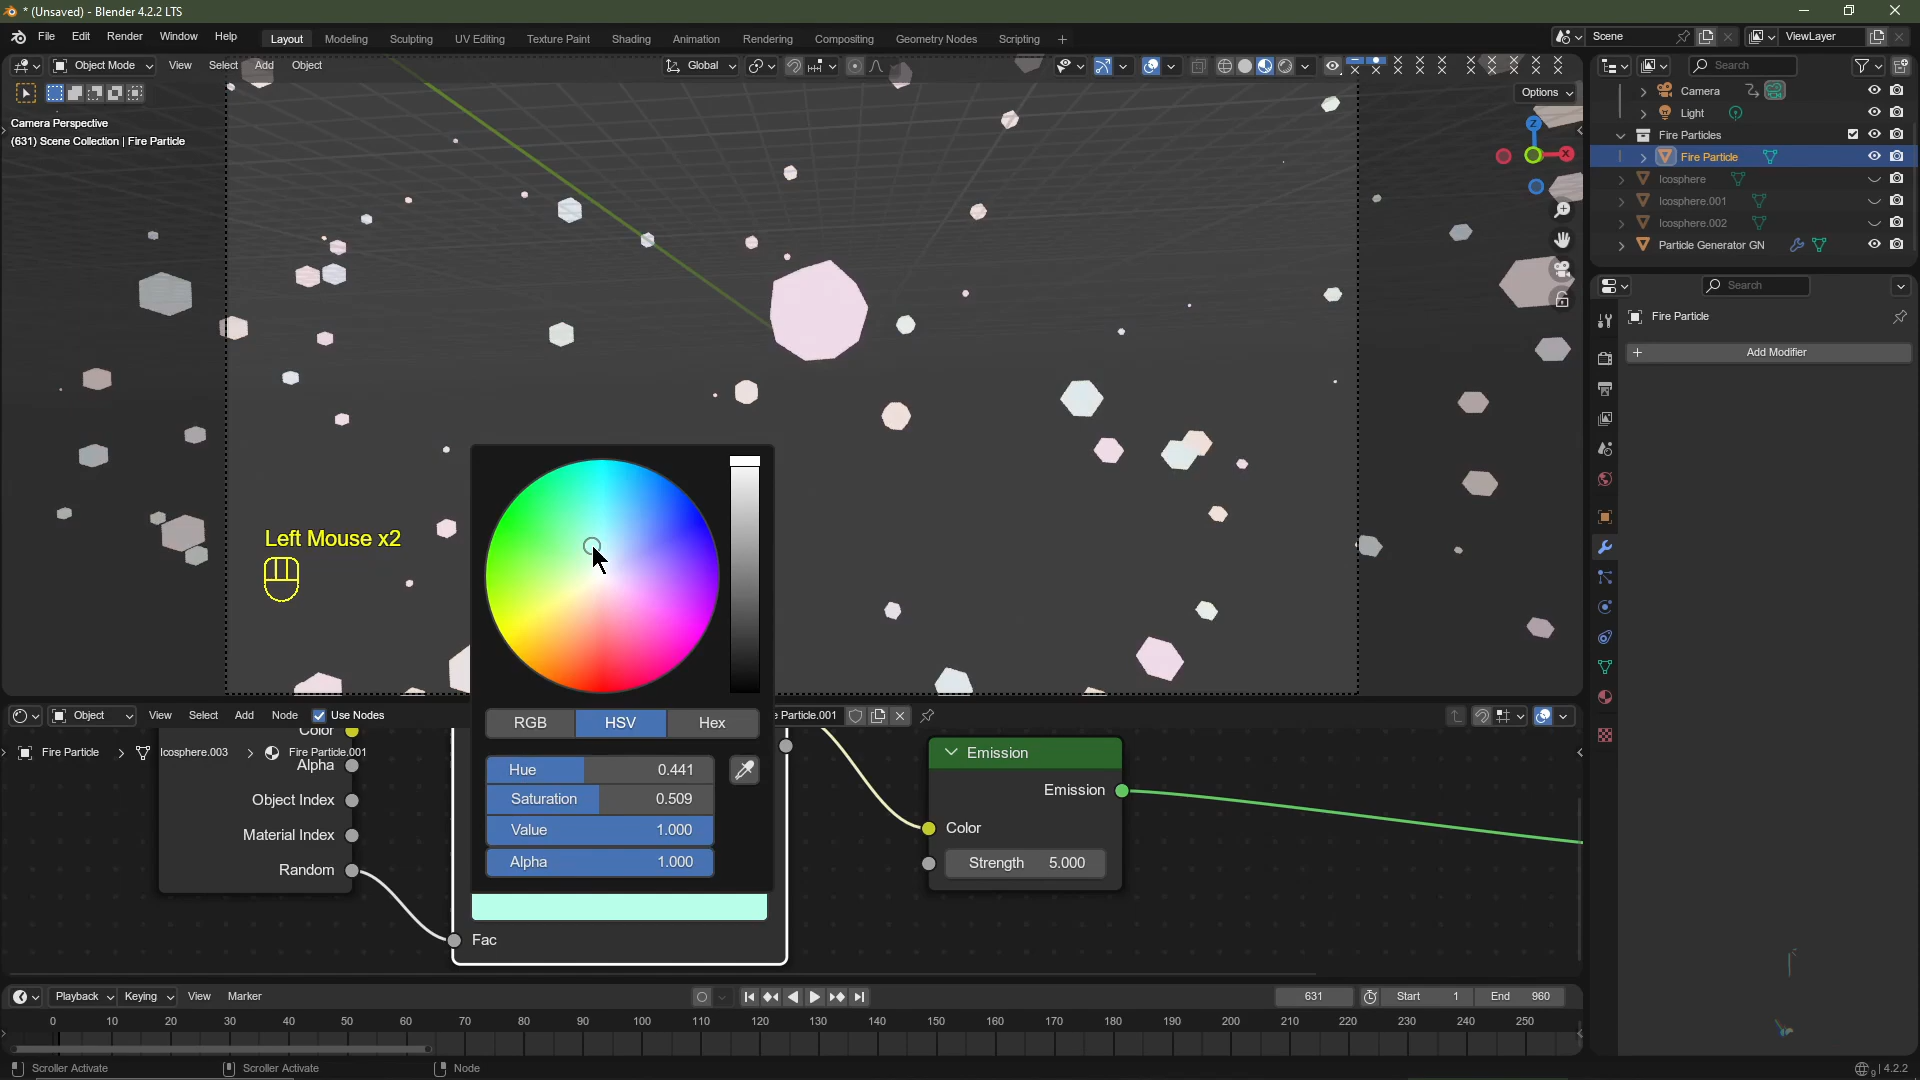 * (Unsaved) - Blender 4.2.2 LTS
File Edit Render Window Help Layout Modeling Sculpting UV Editing Texture Paint Shading Animation Rendering Compositing Geometry Nodes Scripting + Scene ViewLayer
Object Mode View Select Add Object Global Search
Options
Camera
Light
Camera Perspective
(631) Scene Collection | Fire Particle
Z
X
Fire Particles
Fire Particle
Icosphere
Icosphere.001
Icosphere.002
Particle Generator GN
Search
Fire Particle
+ Add Modifier
Left Mouse x2
RGB HSV Hex
Hue 0.441
Saturation 0.509
Value 1.000
Alpha 1.000
Fac
Object View Select Add Node Use Nodes
e Particle.001
Color
Fire Particle > Icosphere.003 > Fire Particle.001
Alpha
Object Index
Material Index
Random
Emission
Emission
Color
Strength 5.000
Playback Keying View Marker 631 Start 1 End 960
0 10 20 30 40 50 60 70 80 90 100 110 120 130 140 150 160 170 180 190 200 210 220 230 240 250
Scroller Activate Scroller Activate Node 9 | 4.2.2